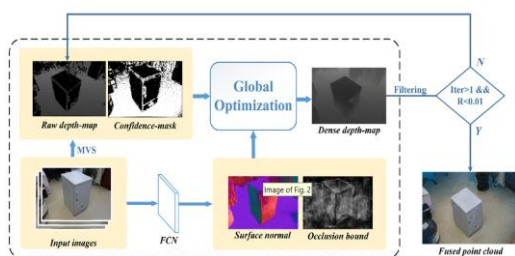 Raw depth-map
Confidence-mask
Global
Optimization
Dense depth-map
Filtering
N
Iter>1 &&
R<0.01
Y
MVS
Input images
FCN
Image of Fig. 2
Surface normal
Occlusion bound
Fused point cloud